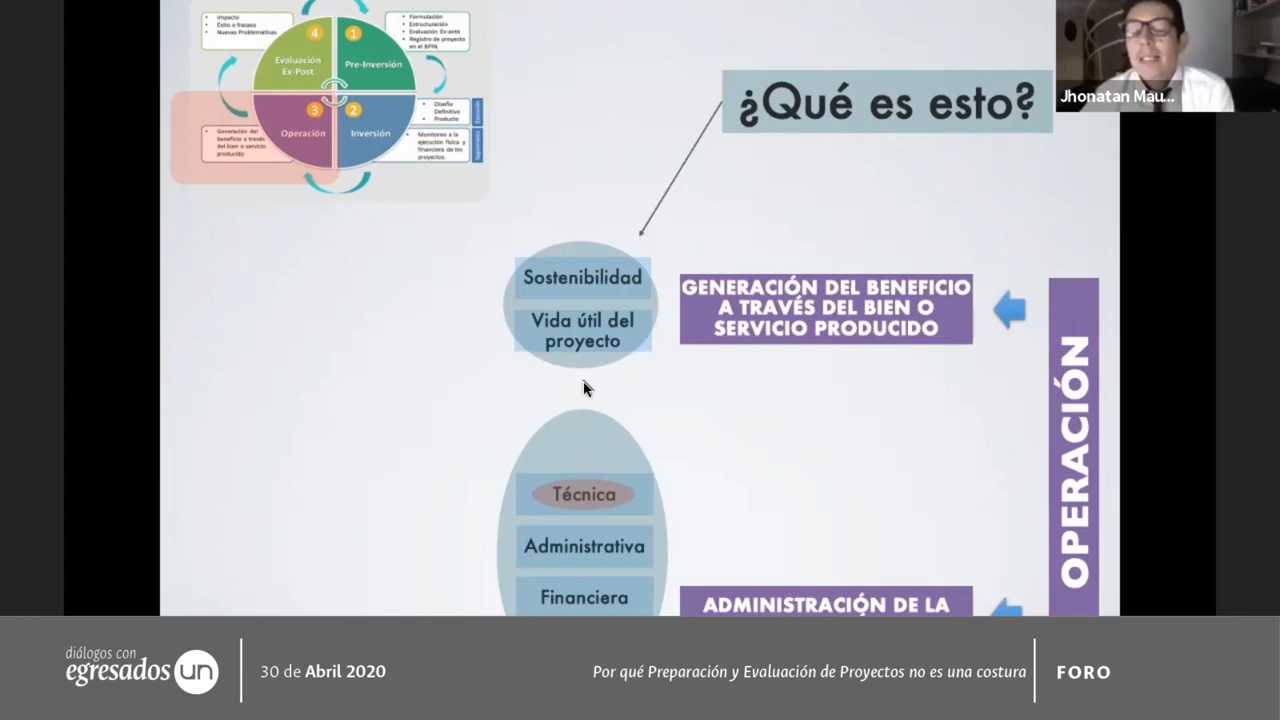 • Impacto
• Éxito o fracaso
• Nuevas Problemáticas
• Formulación
• Estructuración
• Evaluación Ex-ante
• Registro de proyecto
en el BPIN
4
Evaluación
Ex-Post
1
Pre-Inversión
3
Operación
2
Inversión
• Generación del
beneficio a través
del bien o servicio
producido
• Diseño
Definitivo
• Producto
• Monitoreo a la
ejecución física y
financiera de los
proyectos.
¿Qué es esto?
Jhonatan Mau...
Sostenibilidad
Vida útil del
proyecto
GENERACIÓN DEL BENEFICIO
A TRAVÉS DEL BIEN O
SERVICIO PRODUCIDO
OPERACIÓN
Técnica
Administrativa
Financiera
ADMINISTRACIÓN DE LA
diálogos con
egresados un
30 de Abril 2020
Por qué Preparación y Evaluación de Proyectos no es una costura
FORO